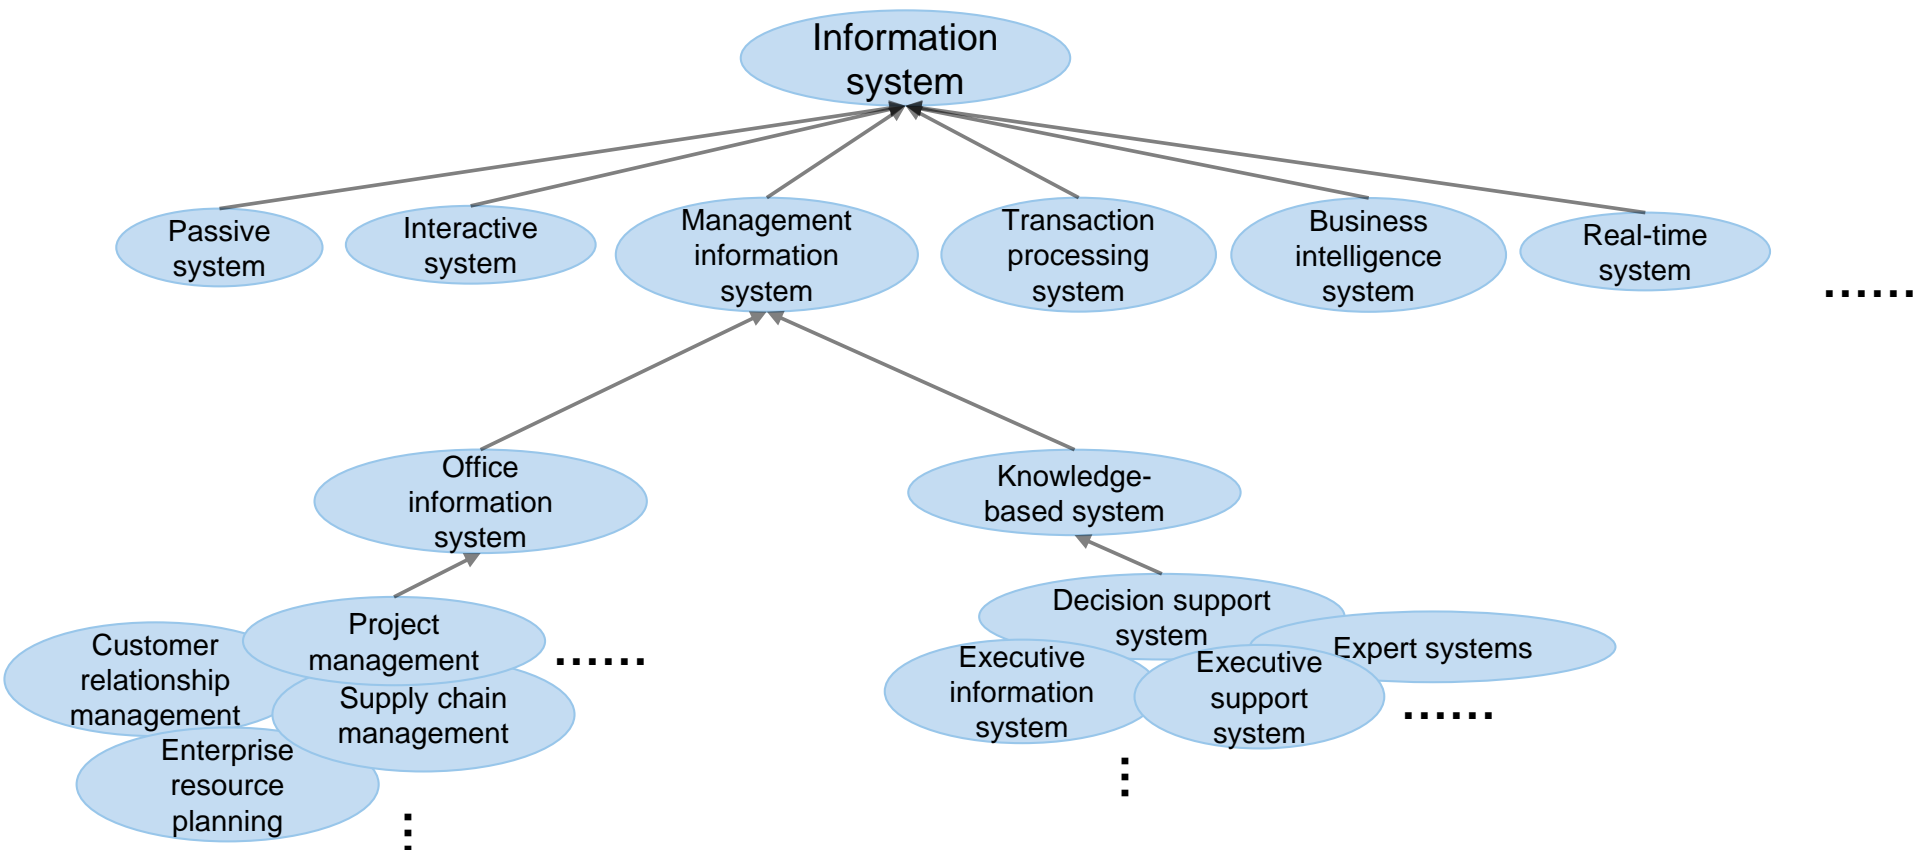 Information
system
Passive
system
Interactive
system
Management
information
system
Transaction
processing
system
Business
intelligence
system
Real-time
system
......
Office
information
system
Knowledge-
based system
Customer
relationship
management
Project
management
......
Supply chain
management
Enterprise
resource
planning
...
Decision support
system
Expert systems
Executive
information
system
Executive
support
system
......
...